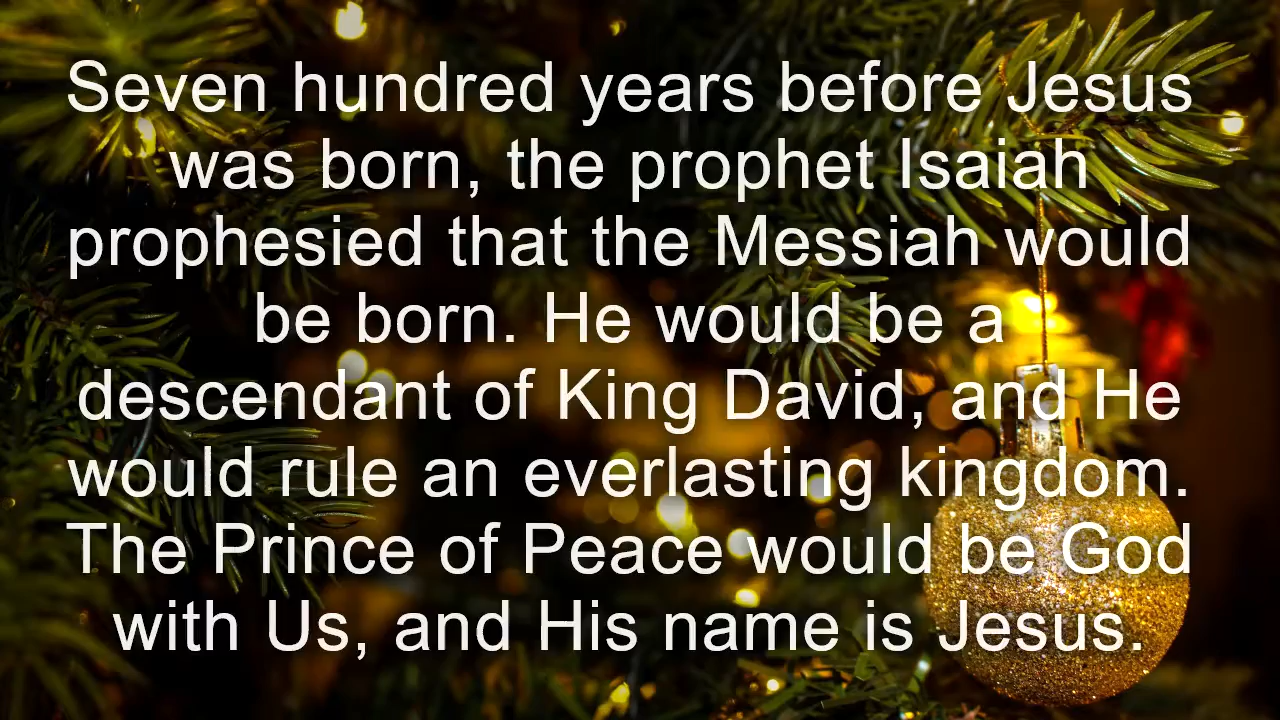 Seven hundred years before Jesus
was born, the prophet Isaiah
prophesied that the Messiah would
be born. He would be a
descendant of King David, and He
would rule an everlasting kingdom.
The Prince of Peace would be God
with Us, and His name is Jesus.